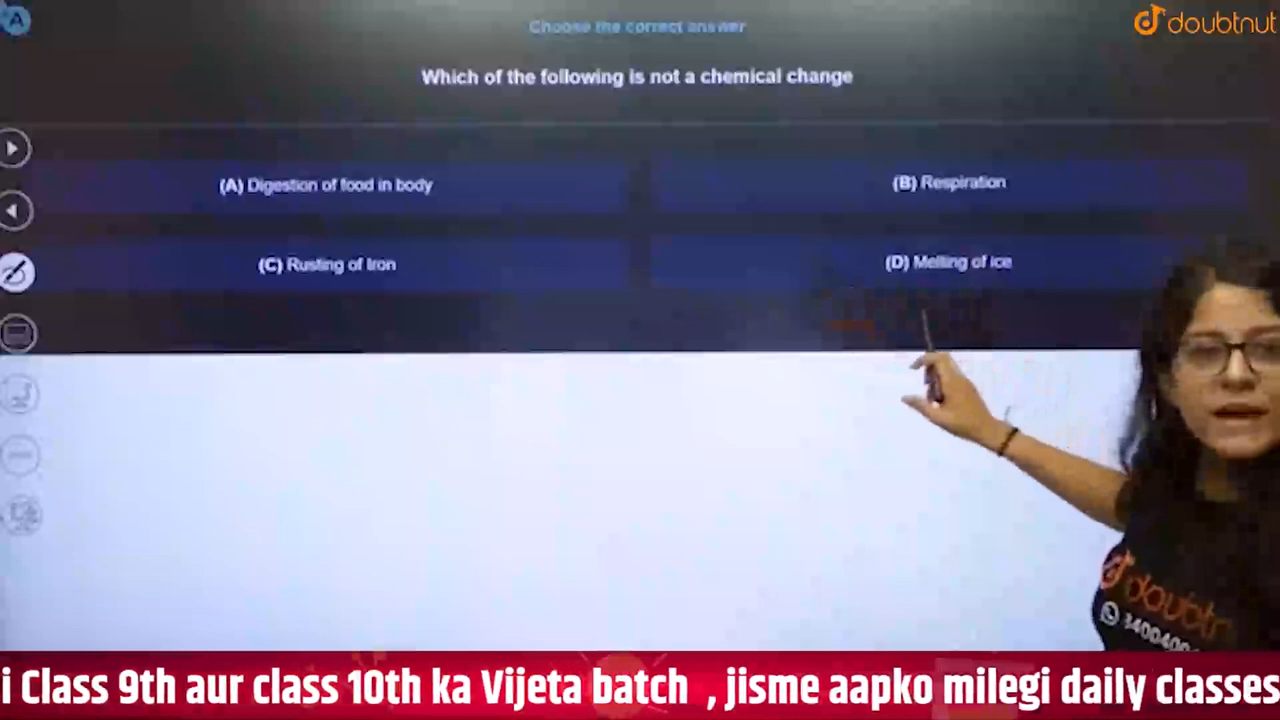 A
Choose the correct answer
doubtnut
Which of the following is not a chemical change
(A) Digestion of food in body
(B) Respiration
(C) Rusting of Iron
(D) Melting of ice
i Class 9th aur class 10th ka Vijeta batch , jisme aapko milegi daily classes